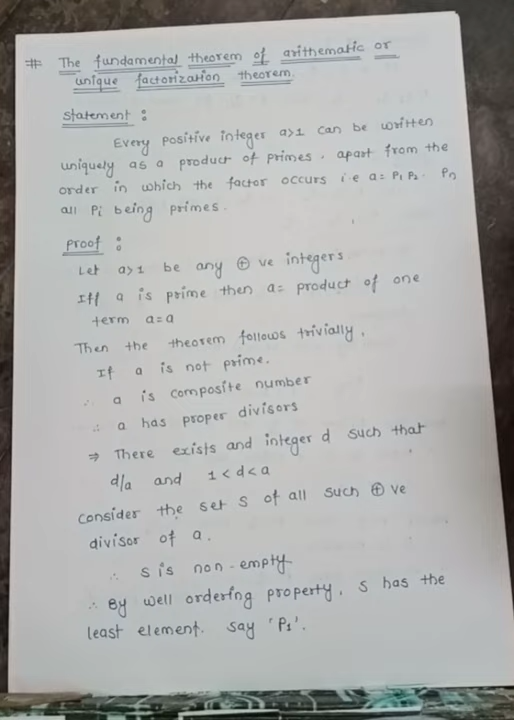 # The fundamental theorem of arithematic or
unique factorization theorem.
Statement :
Every positive integer a>1 can be written
uniquely as a product of primes. apart from the
order in which the factor occurs i.e a= P₁ P₂. Pn
all Pi being primes.
Proof :
Let a>1 be any ⊕ ve integers.
Iff a is prime then a= product of one
term a=a
Then the theorem follows trivially.
If a is not prime.
∴ a is composite number
∴ a has proper divisors
⇒ There exists and integer d such that
d/a and 1<d<a
Consider the set S of all such ⊕ ve
divisor of a.
∴ S is non-empty
∴ By well ordering property. S has the
least element. say 'P₁'.